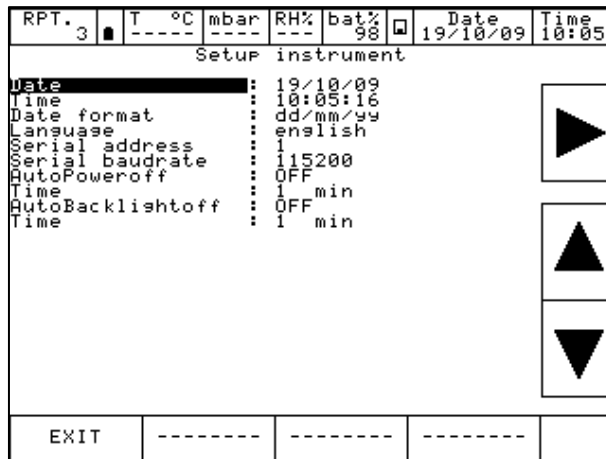 RPT. T °C mbar RH% bat% Date Time
3 ----- ---- --- 98 19/10/09 10:05
Setup instrument
Date : 19/10/09
Time : 10:05:16
Date format : dd/mm/yy
Language : english
Serial address : 1
Serial baudrate : 115200
AutoPoweroff : OFF
Time : 1 min
AutoBacklightoff : OFF
Time : 1 min
EXIT -------- -------- --------